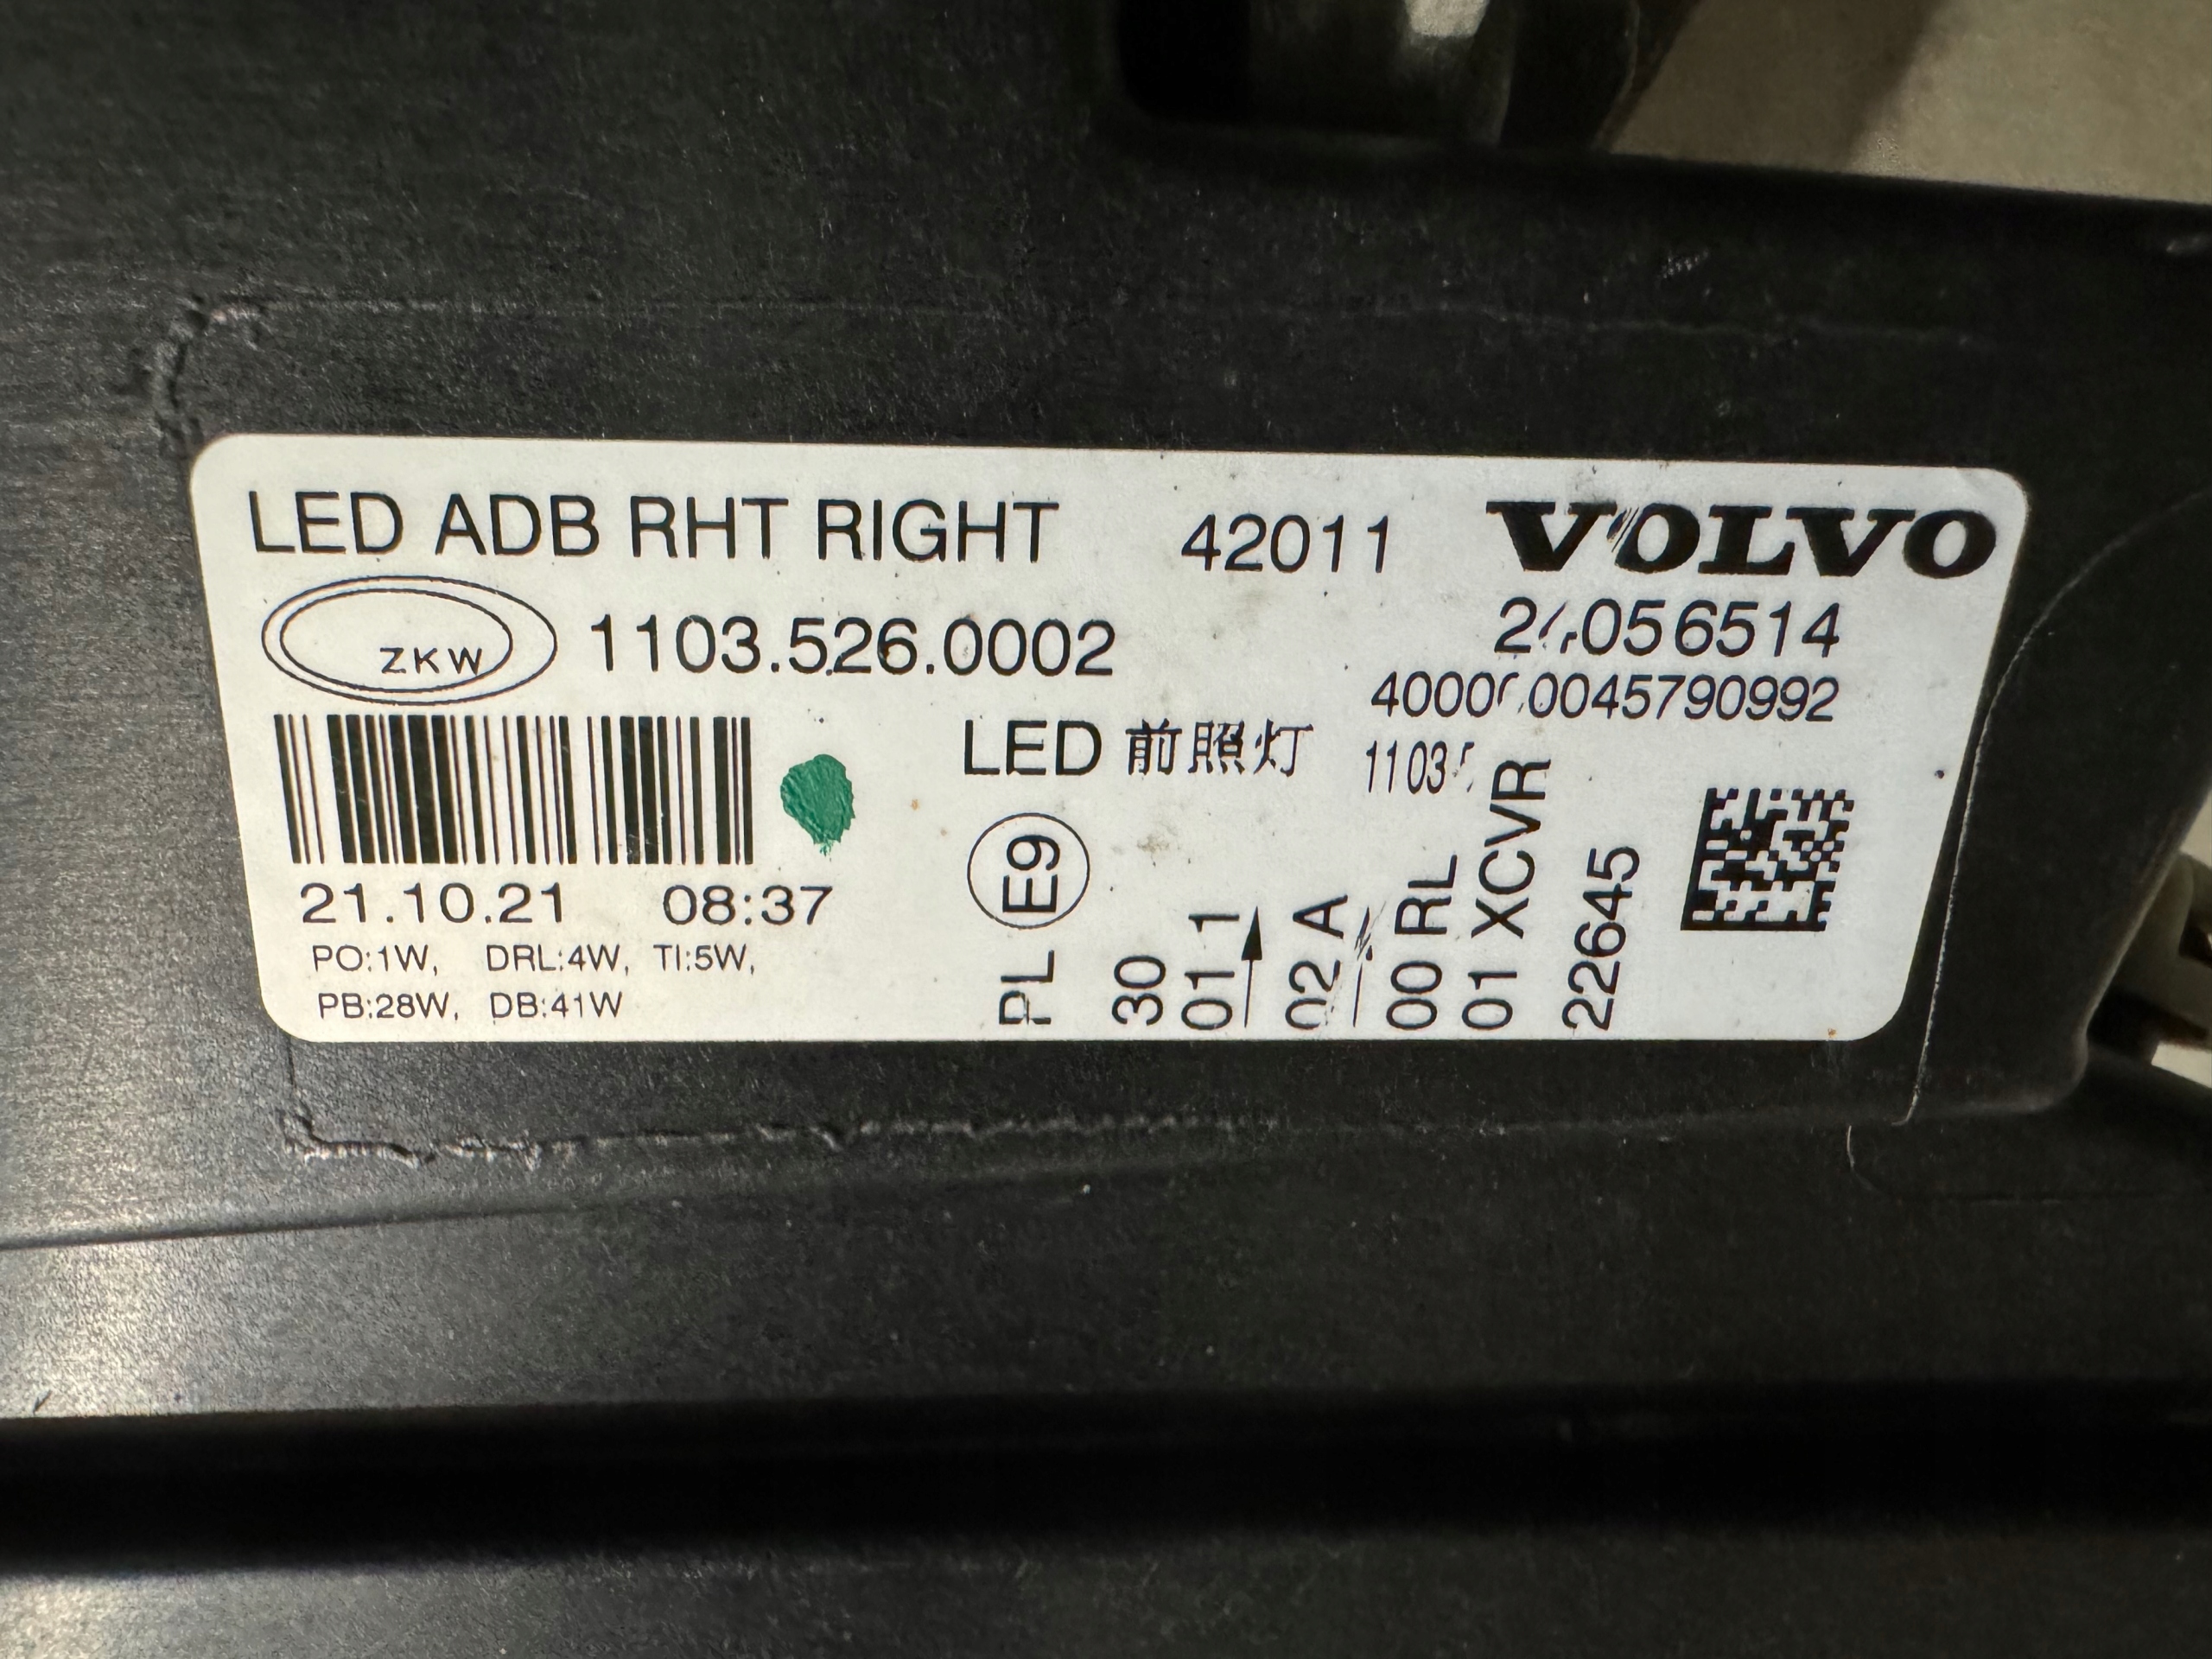 LED ADB RHT RIGHT 42011 VOLVO
ZKW 1103.526.0002
LED 前照灯
21.10.21 08:37
PO:1W, DRL:4W, TI:5W,
PB:28W, DB:41W
PL E9
30
01 1
02 A
00 RL
01 XCVR
22645